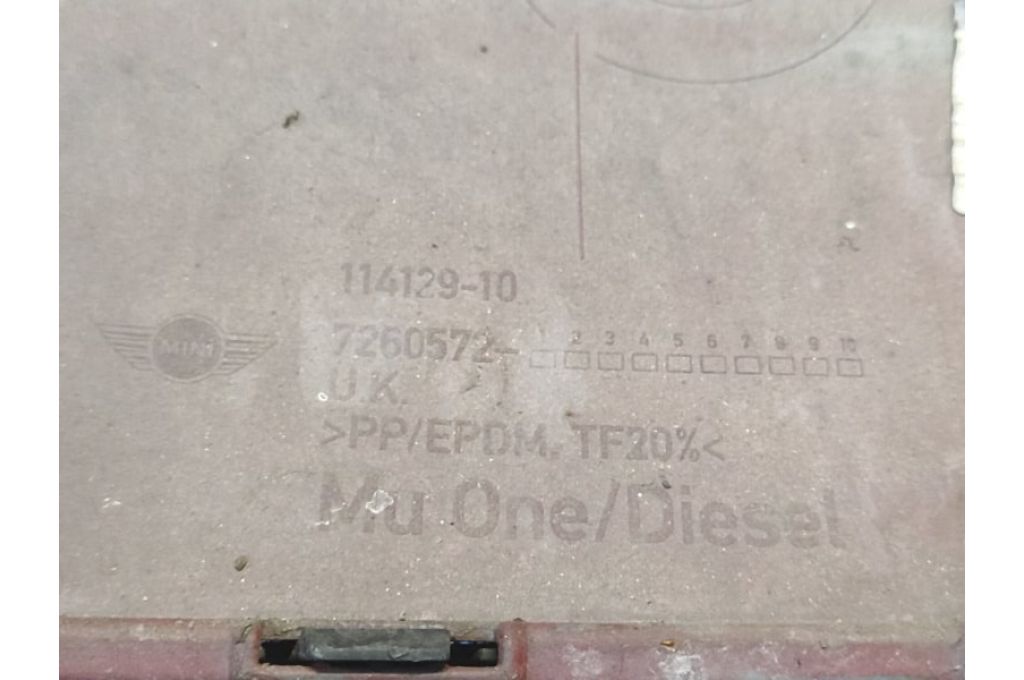 114129-10
MINI
7260572- 1 2 3 4 5 6 7 8 9 10
U.K.
>PP/EPDM. TF20%<
Mu One/Diesel